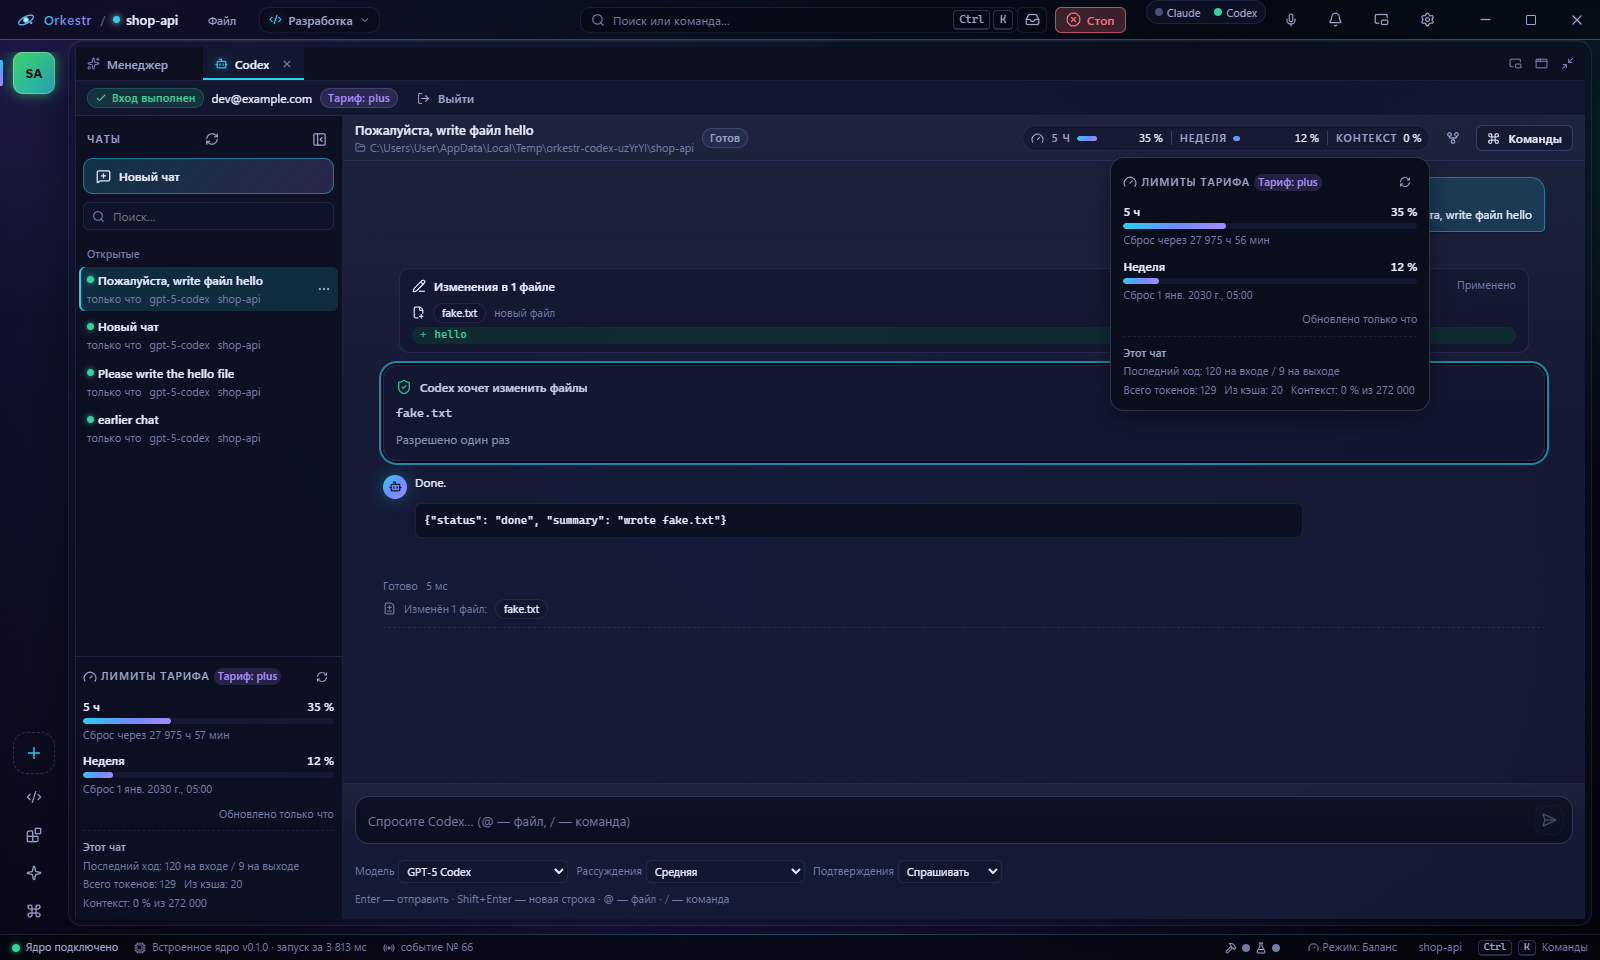 Orkestr / shop-api Файл Разработка Поиск или команда... Ctrl K Стоп Claude Codex
SA
Менеджер Codex
Вход выполнен dev@example.com Тариф: plus Выйти
ЧАТЫ
Новый чат
Поиск...
Открытые
Пожалуйста, write файл hello
только что gpt-5-codex shop-api
Новый чат
только что gpt-5-codex shop-api
Please write the hello file
только что gpt-5-codex shop-api
earlier chat
только что gpt-5-codex shop-api
ЛИМИТЫ ТАРИФА Тариф: plus
5 ч 35 %
Сброс через 27 975 ч 57 мин
Неделя 12 %
Сброс 1 янв. 2030 г., 05:00
Обновлено только что
Этот чат
Последний ход: 120 на входе / 9 на выходе
Всего токенов: 129 Из кэша: 20
Контекст: 0 % из 272 000
Пожалуйста, write файл hello
C:\Users\User\AppData\Local\Temp\orkestr-codex-uzYrYl\shop-api
Готов
5 Ч 35 % НЕДЕЛЯ 12 % КОНТЕКСТ 0 % Команды
та, write файл hello
ЛИМИТЫ ТАРИФА Тариф: plus
5 ч 35 %
Сброс через 27 975 ч 56 мин
Неделя 12 %
Сброс 1 янв. 2030 г., 05:00
Обновлено только что
Этот чат
Последний ход: 120 на входе / 9 на выходе
Всего токенов: 129 Из кэша: 20 Контекст: 0 % из 272 000
Изменения в 1 файле Применено
fake.txt новый файл
+ hello
Codex хочет изменить файлы
fake.txt
Разрешено один раз
Done.
{"status": "done", "summary": "wrote fake.txt"}
Готово 5 мс
Изменён 1 файл: fake.txt
Спросите Codex... (@ — файл, / — команда)
Модель GPT-5 Codex Рассуждения Средняя Подтверждения Спрашивать
Enter — отправить · Shift+Enter — новая строка · @ — файл · / — команда
Ядро подключено Встроенное ядро v0.1.0 · запуск за 3 813 мс событие № 66 Режим: Баланс shop-api Ctrl K Команды